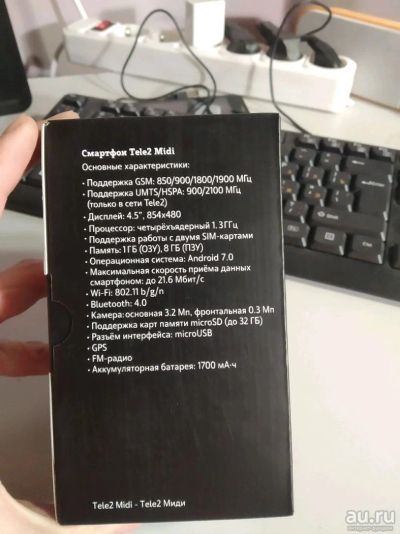 Смартфон Tele2 Midi
Основные характеристики:
• Поддержка GSM: 850/900/1800/1900 МГц
• Поддержка UMTS/HSPA: 900/2100 МГц
(только в сети Tele2)
• Дисплей: 4.5", 854x480
• Процессор: четырёхъядерный 1.3 ГГц
• Поддержка работы с двумя SIM-картами
• Память: 1 ГБ (ОЗУ), 8 ГБ (ПЗУ)
• Операционная система: Android 7.0
• Максимальная скорость приёма данных
смартфоном: до 21.6 Мбит/с
• Wi-Fi: 802.11 b/g/n
• Bluetooth: 4.0
• Камера: основная 3.2 Мп, фронтальная 0.3 Мп
• Поддержка карт памяти microSD (до 32 ГБ)
• Разъём интерфейса: microUSB
• GPS
• FM-радио
• Аккумуляторная батарея: 1700 мА·ч
Tele2 Midi - Tele2 Миди
au.ru